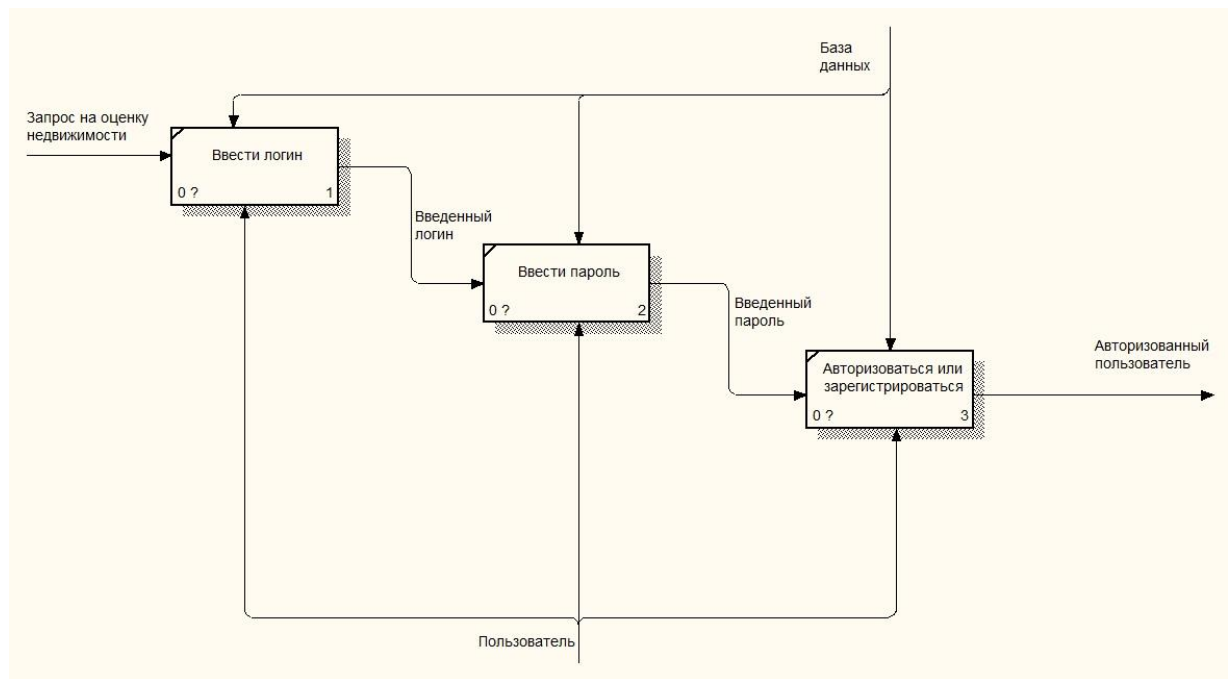 База
данных
Запрос на оценку
недвижимости
Ввести логин
0 ? 1
Введенный
логин
Ввести пароль
0 ? 2
Введенный
пароль
Авторизоваться или
зарегистрироваться
0 ? 3
Авторизованный
пользователь
Пользователь